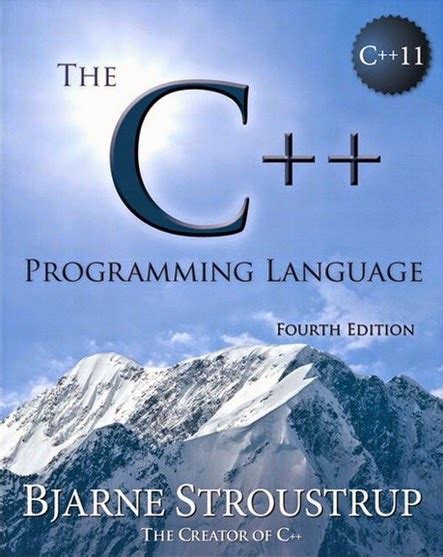 C++11
THE
C++
PROGRAMMING LANGUAGE
FOURTH EDITION
BJARNE STROUSTRUP
THE CREATOR OF C++